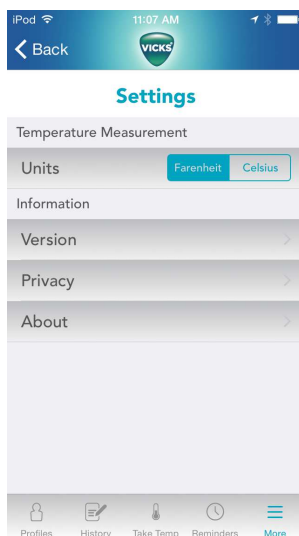 iPod 11:07 AM
Back
VICKS
Settings
Temperature Measurement
Units Farenheit Celsius
Information
Version
Privacy
About
Profiles History Take Temp Reminders More